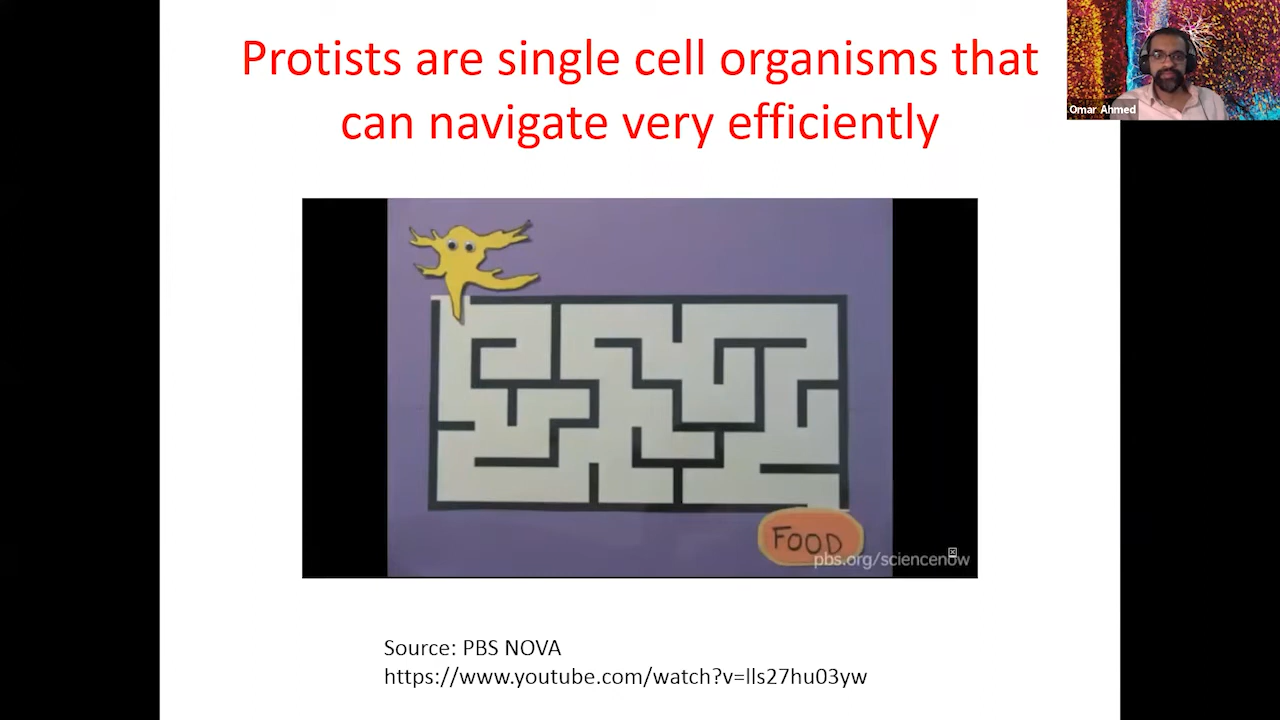 Protists are single cell organisms that
can navigate very efficiently
Omar Ahmed
FOOD
pbs.org/sciencenow
Source: PBS NOVA
https://www.youtube.com/watch?v=lls27hu03yw